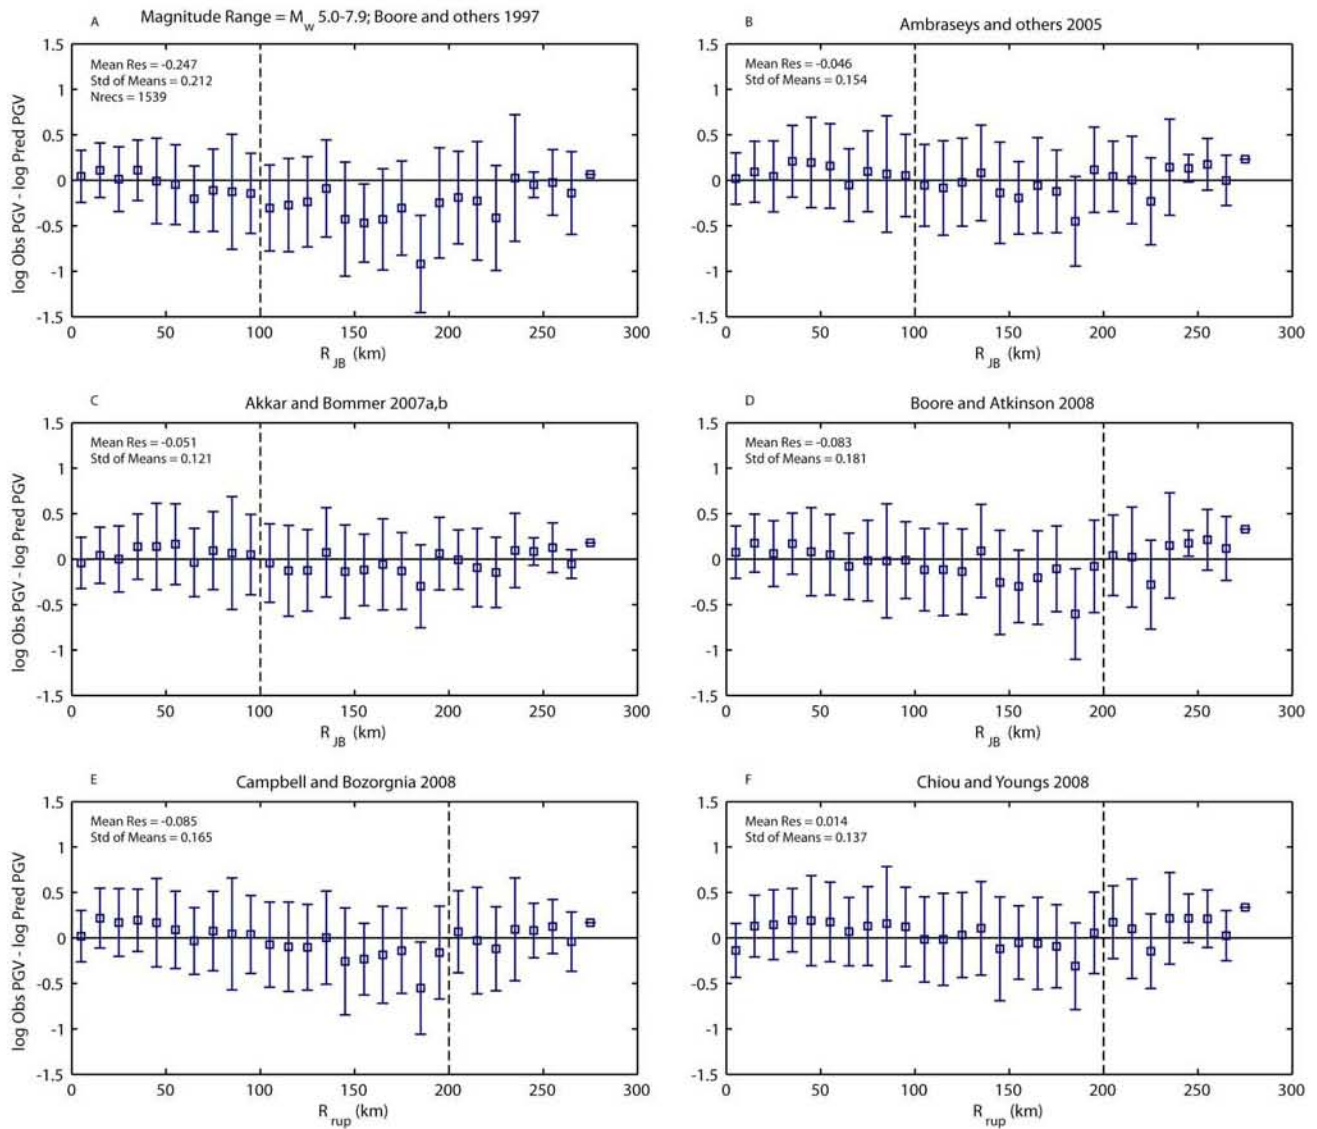 A
Magnitude Range = Mw 5.0-7.9; Boore and others 1997
Mean Res = -0.247
Std of Means = 0.212
Nrecs = 1539
1.5
1
0.5
0
-0.5
-1
-1.5
log Obs PGV - log Pred PGV
0 50 100 150 200 250 300
RJB (km)
B
Ambraseys and others 2005
Mean Res = -0.046
Std of Means = 0.154
1.5
1
0.5
0
-0.5
-1
-1.5
0 50 100 150 200 250 300
RJB (km)
C
Akkar and Bommer 2007a,b
Mean Res = -0.051
Std of Means = 0.121
1.5
1
0.5
0
-0.5
-1
-1.5
log Obs PGV - log Pred PGV
0 50 100 150 200 250 300
RJB (km)
D
Boore and Atkinson 2008
Mean Res = -0.083
Std of Means = 0.181
1.5
1
0.5
0
-0.5
-1
-1.5
0 50 100 150 200 250 300
RJB (km)
E
Campbell and Bozorgnia 2008
Mean Res = -0.085
Std of Means = 0.165
1.5
1
0.5
0
-0.5
-1
-1.5
log Obs PGV - log Pred PGV
0 50 100 150 200 250 300
Rrup (km)
F
Chiou and Youngs 2008
Mean Res = 0.014
Std of Means = 0.137
1.5
1
0.5
0
-0.5
-1
-1.5
0 50 100 150 200 250 300
Rrup (km)